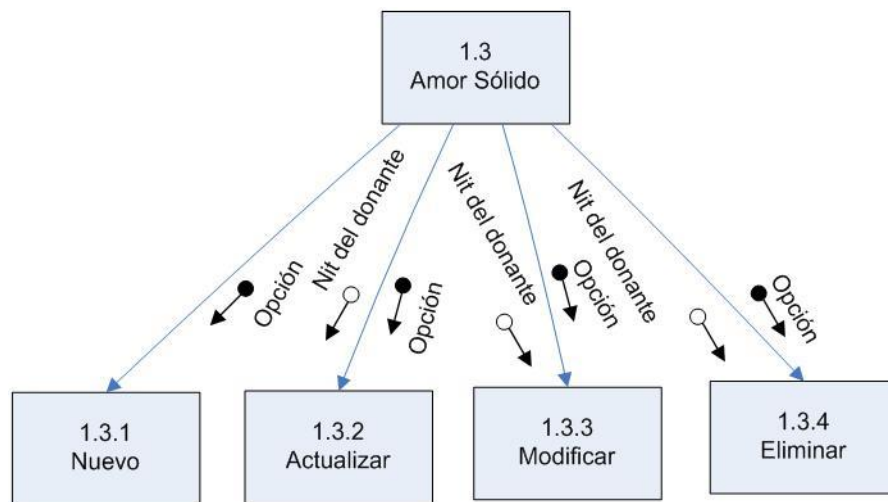 1.3
Amor Sólido
Opción
Nit del donante
Opción
Nit del donante
Opción
Nit del donante
Opción
1.3.1
Nuevo
1.3.2
Actualizar
1.3.3
Modificar
1.3.4
Eliminar